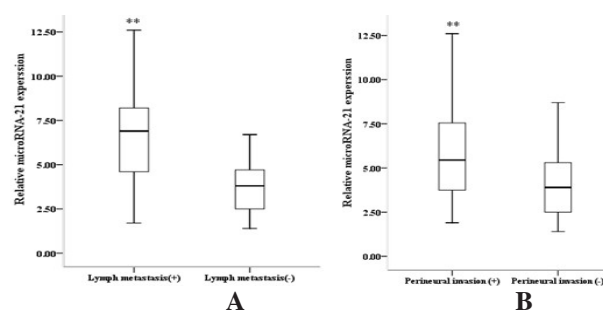 **
12.50
10.00
7.50
5.00
2.50
0.00
Relative microRNA-21 experssion
Lymph metastasis(+)
Lymph metastasis(-)
A
**
12.50
10.00
7.50
5.00
2.50
0.00
Relative microRNA-21 experssion
Perineural invasion (+)
Perineural invasion (-)
B